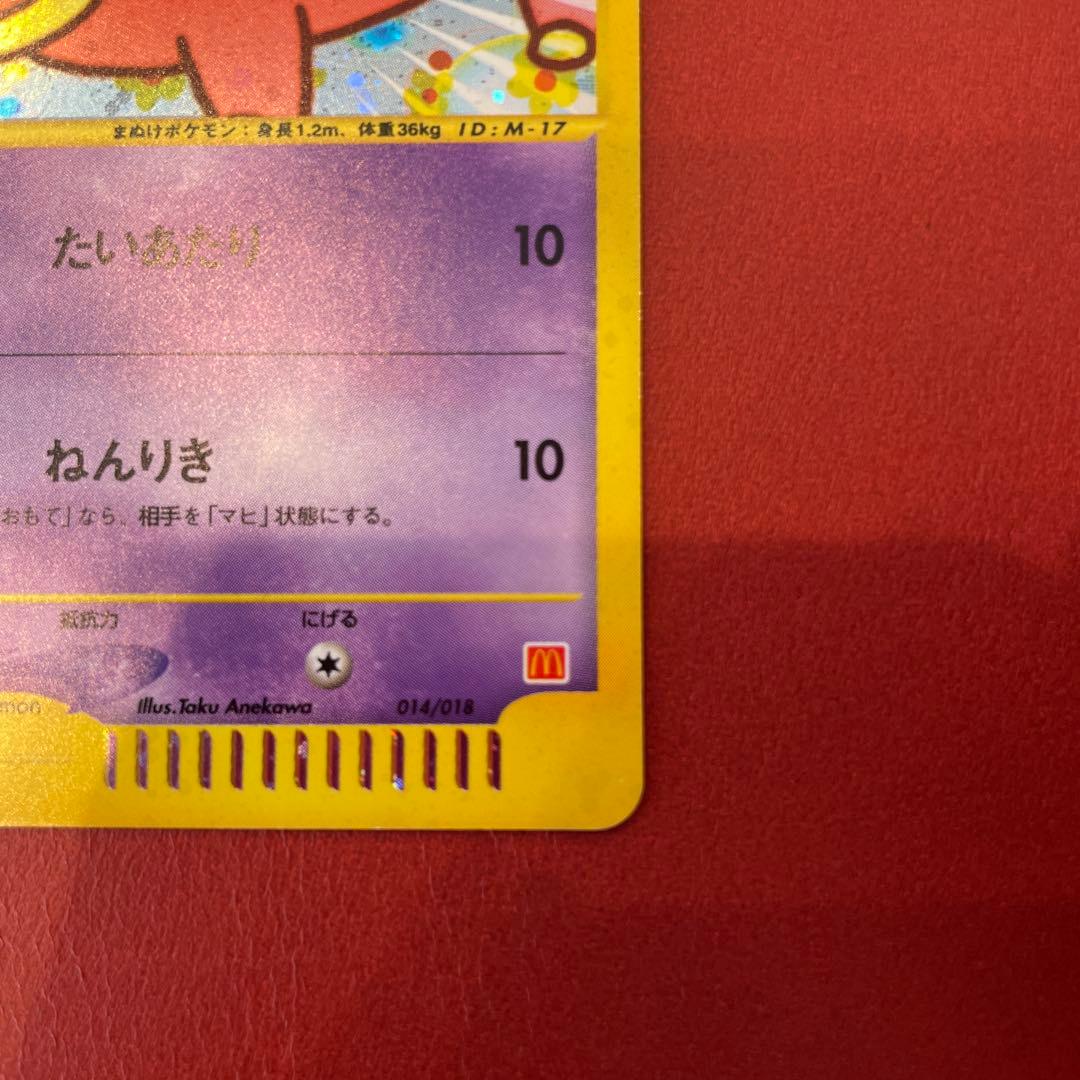 まぬけポケモン：身長1.2m、体重36kg ID:M-17
たいあたり 10
ねんりき 10
おもて」なら、相手を「マヒ」状態にする。
抵抗力 にげる
mon Illus.Taku Anekawa 014/018